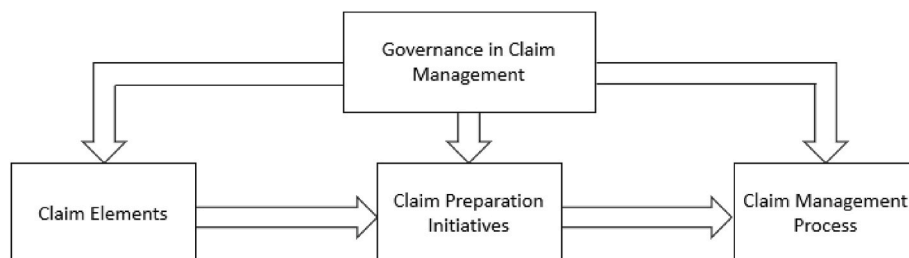 Governance in Claim
Management
Claim Elements
Claim Preparation
Initiatives
Claim Management
Process